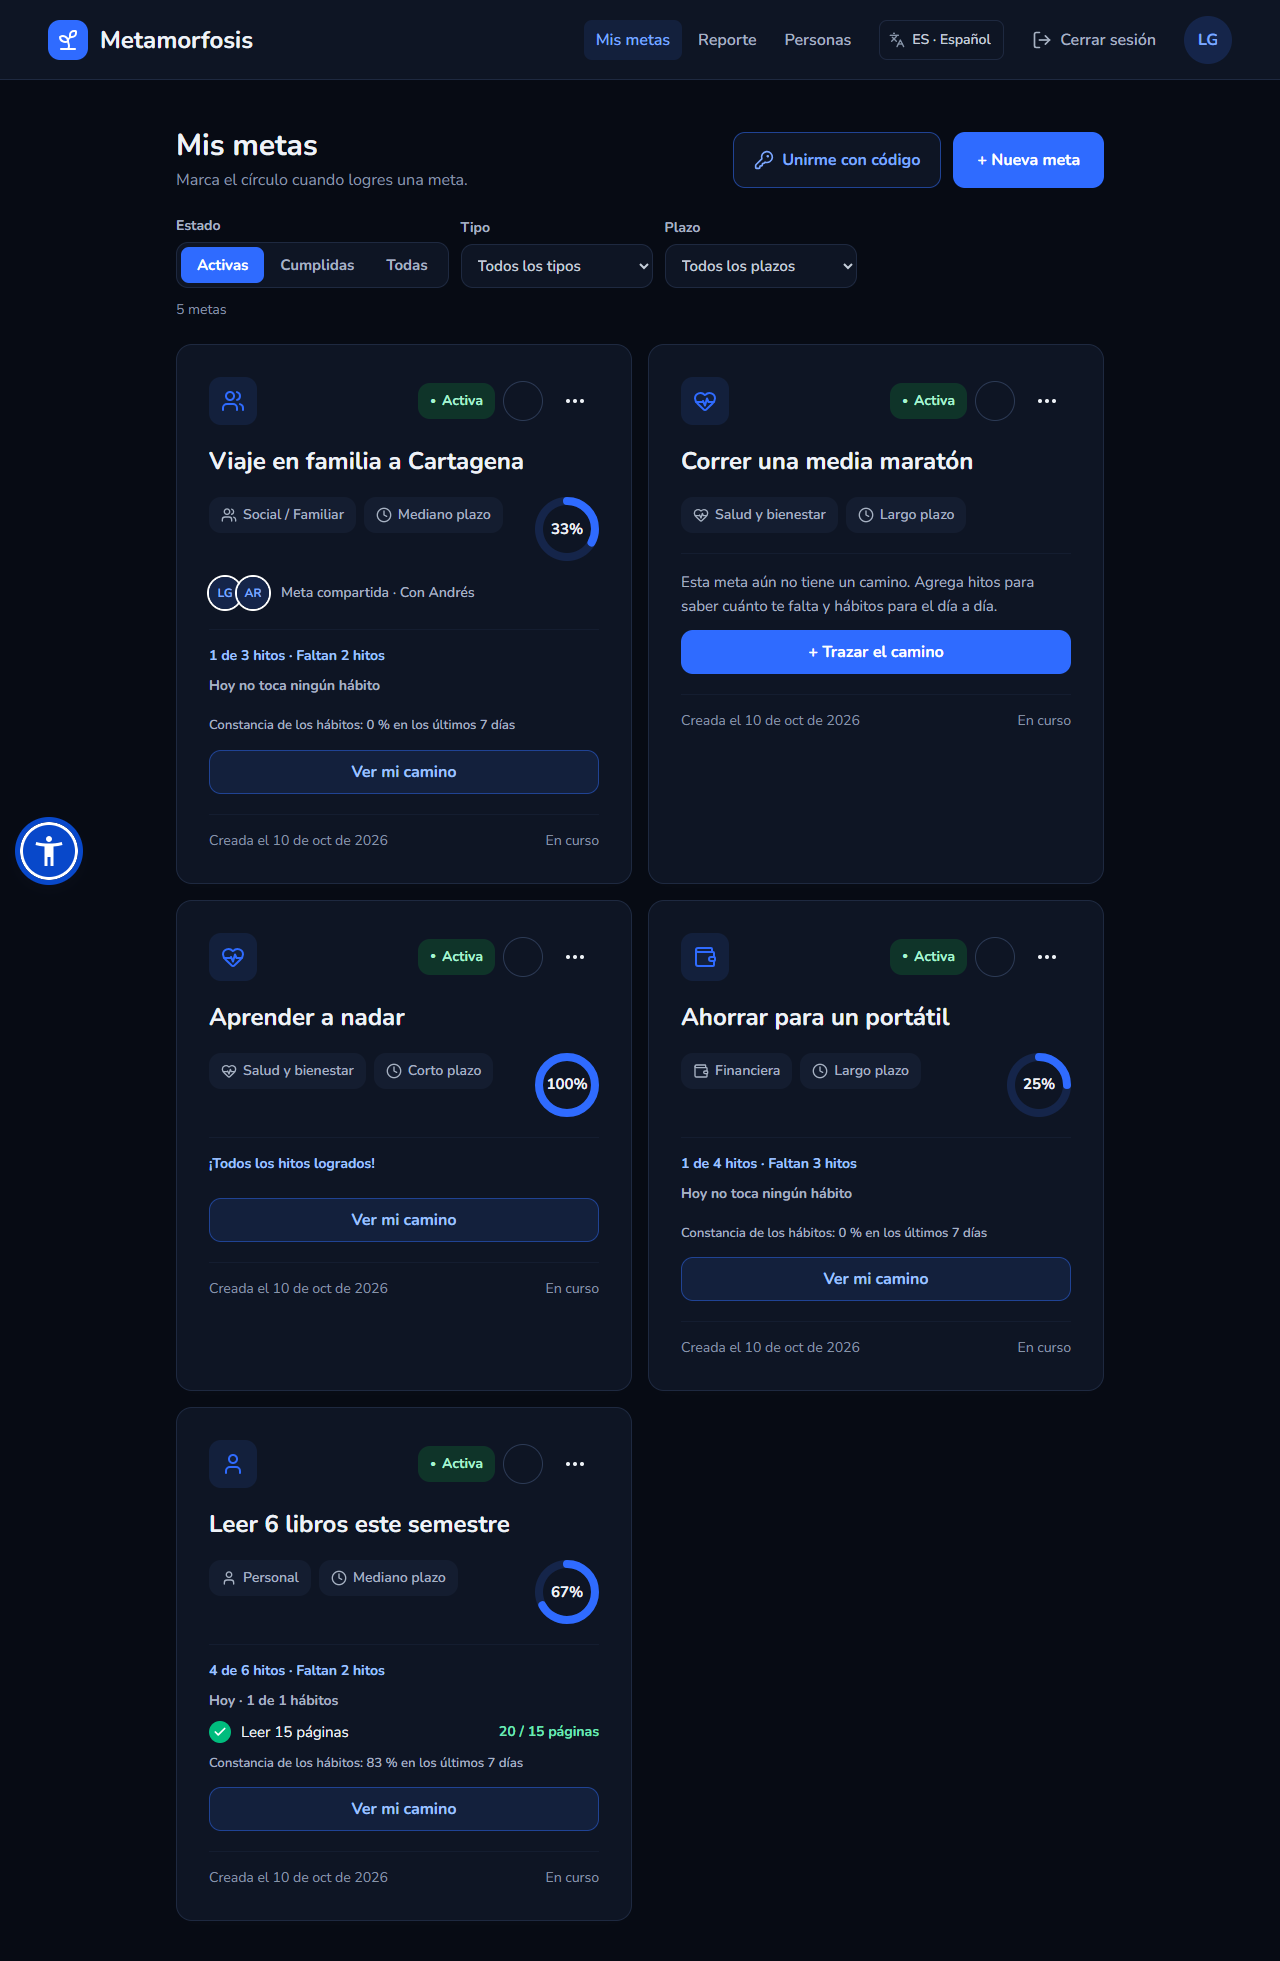 Metamorfosis
Mis metas
Reporte
Personas
ES · Español
Cerrar sesión
LG
Mis metas
Marca el círculo cuando logres una meta.
Unirme con código
+ Nueva meta
Estado
Activas
Cumplidas
Todas
Tipo
Todos los tipos
Plazo
Todos los plazos
5 metas
• Activa
Viaje en familia a Cartagena
Social / Familiar
Mediano plazo
33%
LG
AR
Meta compartida · Con Andrés
1 de 3 hitos · Faltan 2 hitos
Hoy no toca ningún hábito
Constancia de los hábitos: 0 % en los últimos 7 días
Ver mi camino
Creada el 10 de oct de 2026
En curso
• Activa
Correr una media maratón
Salud y bienestar
Largo plazo
Esta meta aún no tiene un camino. Agrega hitos para
saber cuánto te falta y hábitos para el día a día.
+ Trazar el camino
Creada el 10 de oct de 2026
En curso
• Activa
Aprender a nadar
Salud y bienestar
Corto plazo
100%
¡Todos los hitos logrados!
Ver mi camino
Creada el 10 de oct de 2026
En curso
• Activa
Ahorrar para un portátil
Financiera
Largo plazo
25%
1 de 4 hitos · Faltan 3 hitos
Hoy no toca ningún hábito
Constancia de los hábitos: 0 % en los últimos 7 días
Ver mi camino
Creada el 10 de oct de 2026
En curso
• Activa
Leer 6 libros este semestre
Personal
Mediano plazo
67%
4 de 6 hitos · Faltan 2 hitos
Hoy · 1 de 1 hábitos
Leer 15 páginas
20 / 15 páginas
Constancia de los hábitos: 83 % en los últimos 7 días
Ver mi camino
Creada el 10 de oct de 2026
En curso